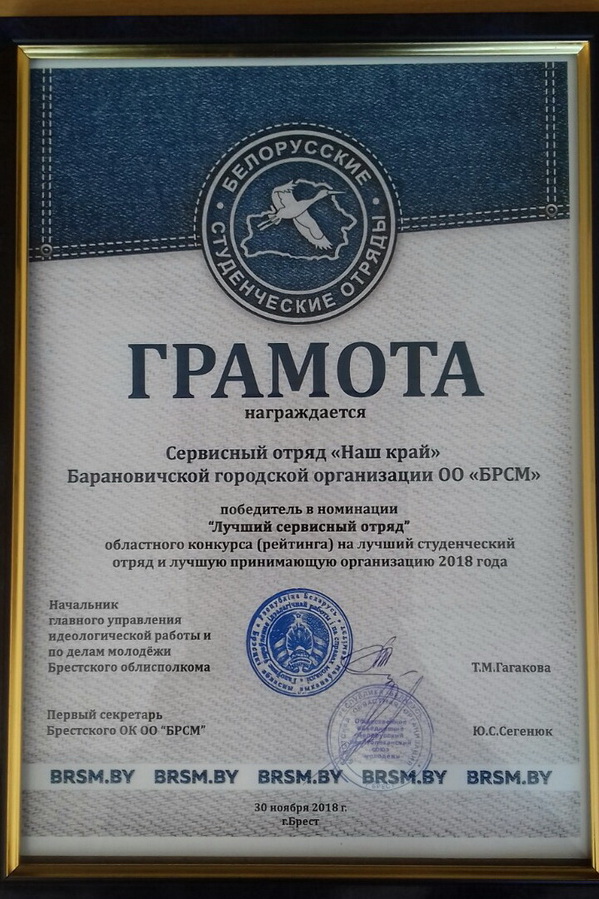 БЕЛОРУССКИЕ
СТУДЕНЧЕСКИЕ ОТРЯДЫ
ГРАМОТА
награждается
Сервисный отряд «Наш край»
Барановичской городской организации ОО «БРСМ»
победитель в номинации
"Лучший сервисный отряд"
областного конкурса (рейтинга) на лучший студенческий
отряд и лучшую принимающую организацию 2018 года
Начальник
главного управления
идеологической работы и
по делам молодёжи
Брестского облисполкома
Т.М.Гагакова
Первый секретарь
Брестского ОК ОО "БРСМ"
Ю.С.Сегенюк
BRSM.BY BRSM.BY BRSM.BY BRSM.BY BRSM.BY
30 ноября 2018 г.
г.Брест